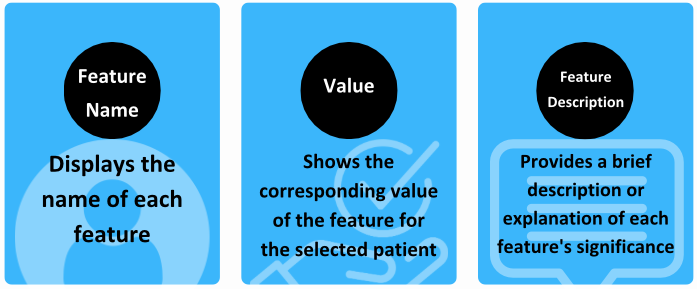 Feature
Name
Displays the
name of each
feature
Value
Shows the
corresponding value
of the feature for
the selected patient
Feature
Description
Provides a brief
description or
explanation of each
feature's significance